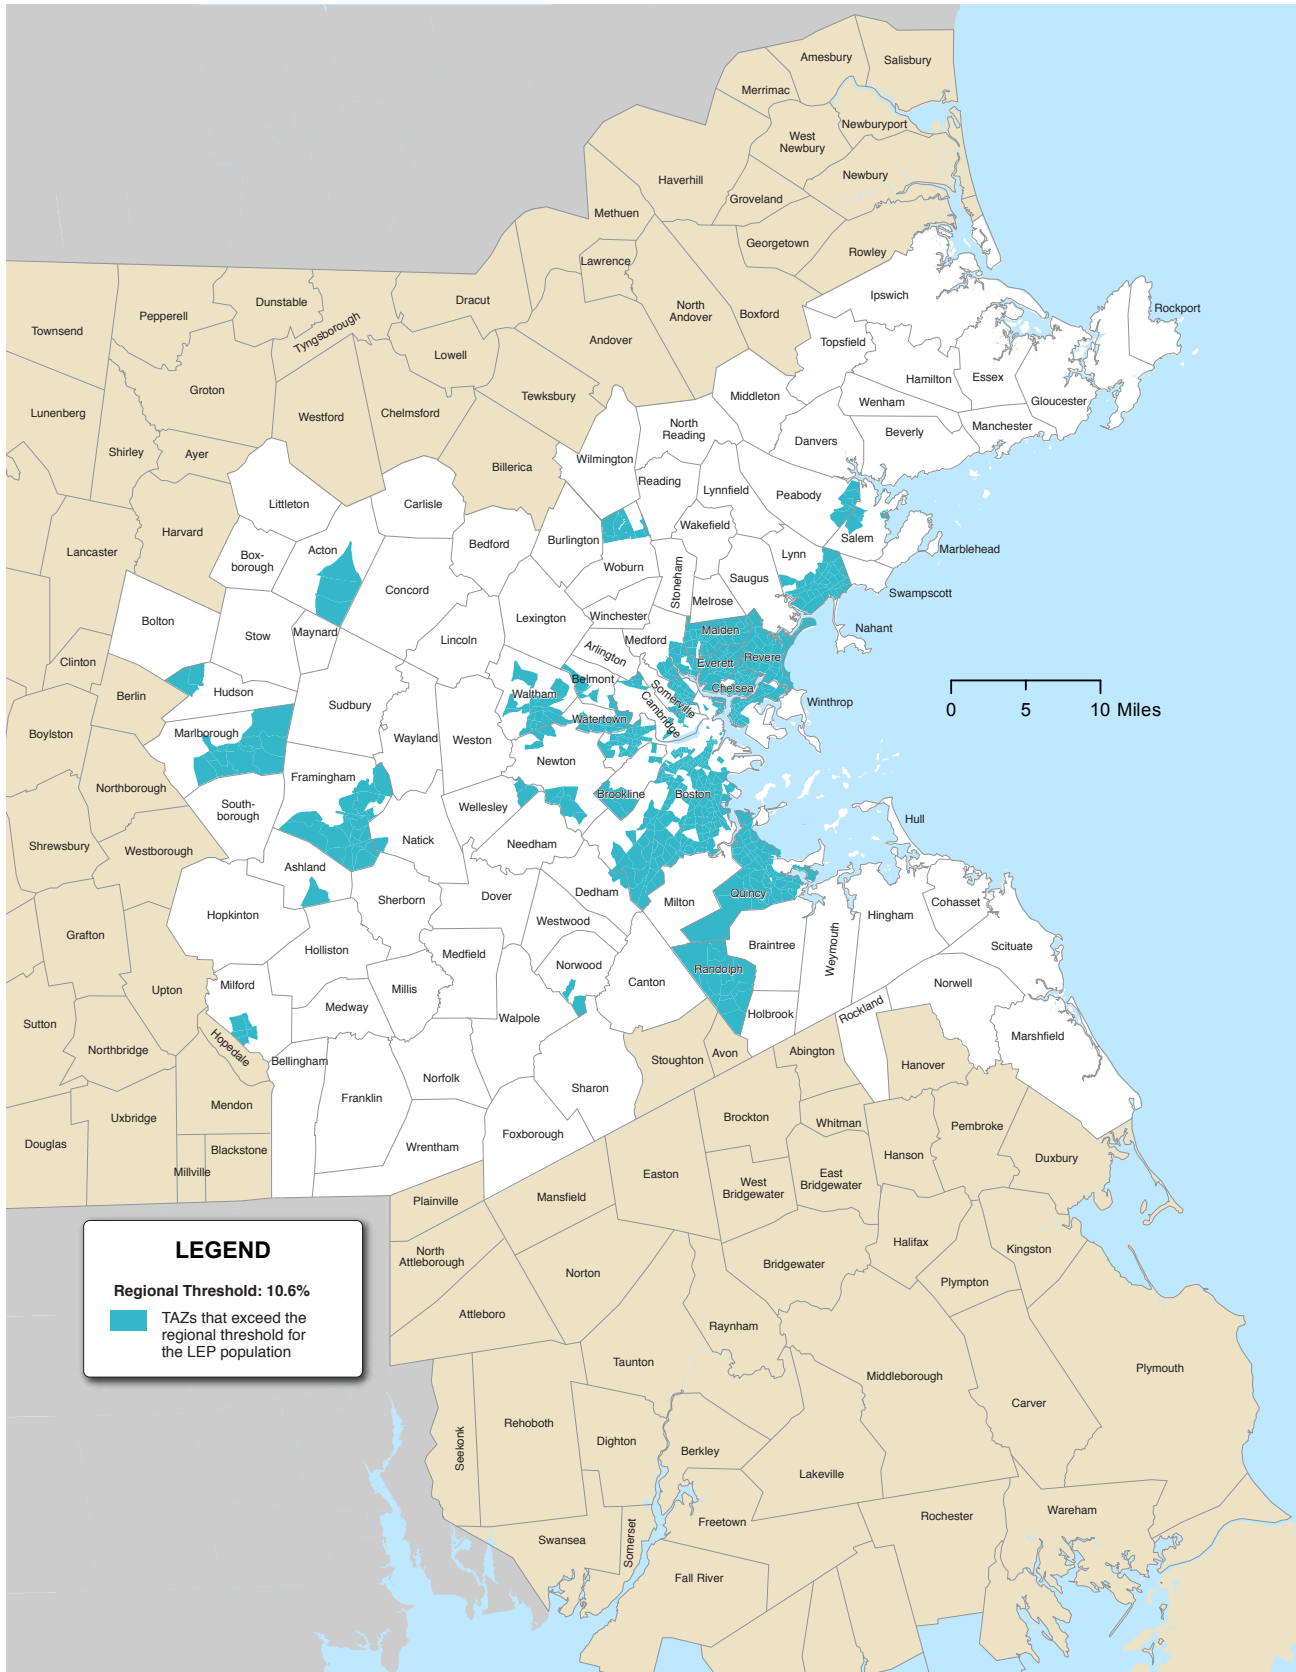 Amesbury
Salisbury
Merrimac
Newburyport
West
Newbury
Newbury
Haverhill
Groveland
Methuen
Georgetown
Rowley
Lawrence
Ipswich
Dunstable
Dracut
North
Andover
Boxford
Rockport
Pepperell
Townsend
Tyngsborough
Andover
Topsfield
Lowell
Hamilton
Essex
Groton
Tewksbury
Middleton
Wenham
Gloucester
Lunenberg
Westford
Chelmsford
North
Reading
Manchester
Beverly
Danvers
Shirley
Ayer
Billerica
Wilmington
Reading
Lynnfield
Peabody
Littleton
Carlisle
Harvard
Wakefield
Salem
Burlington
Bedford
Lancaster
Acton
Box-
borough
Lynn
Marblehead
Woburn
Stoneham
Saugus
Concord
Swampscott
Melrose
Bolton
Lexington
Winchester
Nahant
Stow
Maynard
Lincoln
Malden
Medford
Arlington
Revere
Clinton
Everett
Belmont
Chelsea
Berlin
Hudson
Waltham
Somerville
Winthrop
Sudbury
Cambridge
0 5 10 Miles
Watertown
Boylston
Marlborough
Wayland
Weston
Newton
Framingham
Northborough
Brookline
Boston
South-
borough
Wellesley
Hull
Shrewsbury
Westborough
Natick
Needham
Ashland
Dedham
Quincy
Sherborn
Dover
Milton
Cohasset
Hopkinton
Westwood
Hingham
Grafton
Braintree
Weymouth
Scituate
Holliston
Medfield
Norwood
Randolph
Canton
Norwell
Milford
Millis
Upton
Medway
Rockland
Walpole
Holbrook
Sutton
Marshfield
Hopedale
Northbridge
Bellingham
Stoughton
Avon
Abington
Hanover
Norfolk
Sharon
Franklin
Mendon
Uxbridge
Brockton
Whitman
Pembroke
Foxborough
Douglas
Wrentham
Blackstone
Hanson
Duxbury
Millville
Easton
East
Bridgewater
West
Bridgewater
Plainville
Mansfield
Halifax
Kingston
North
Attleborough
Bridgewater
Norton
Plympton
LEGEND
Regional Threshold: 10.6%
TAZs that exceed the
regional threshold for
the LEP population
Attleboro
Raynham
Taunton
Middleborough
Plymouth
Carver
Rehoboth
Dighton
Seekonk
Berkley
Lakeville
Wareham
Rochester
Freetown
Swansea
Somerset
Fall River